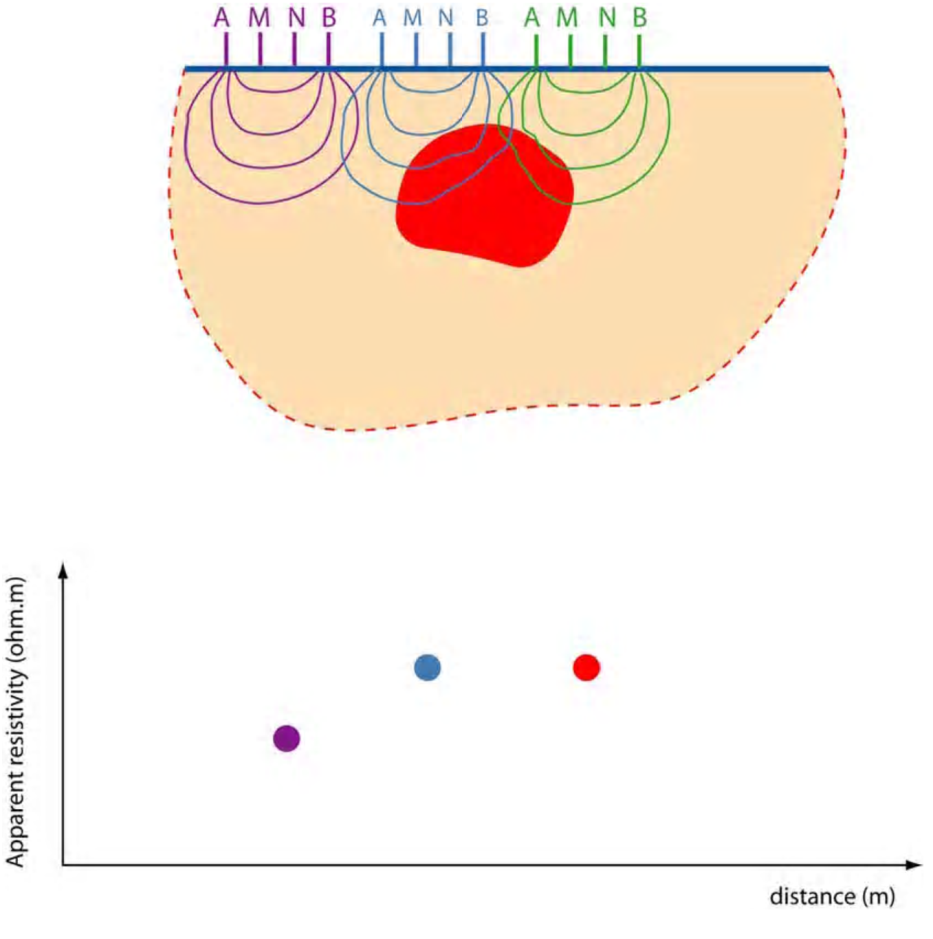 A M N B A M N B A M N B
Apparent resistivity (ohm.m)
distance (m)